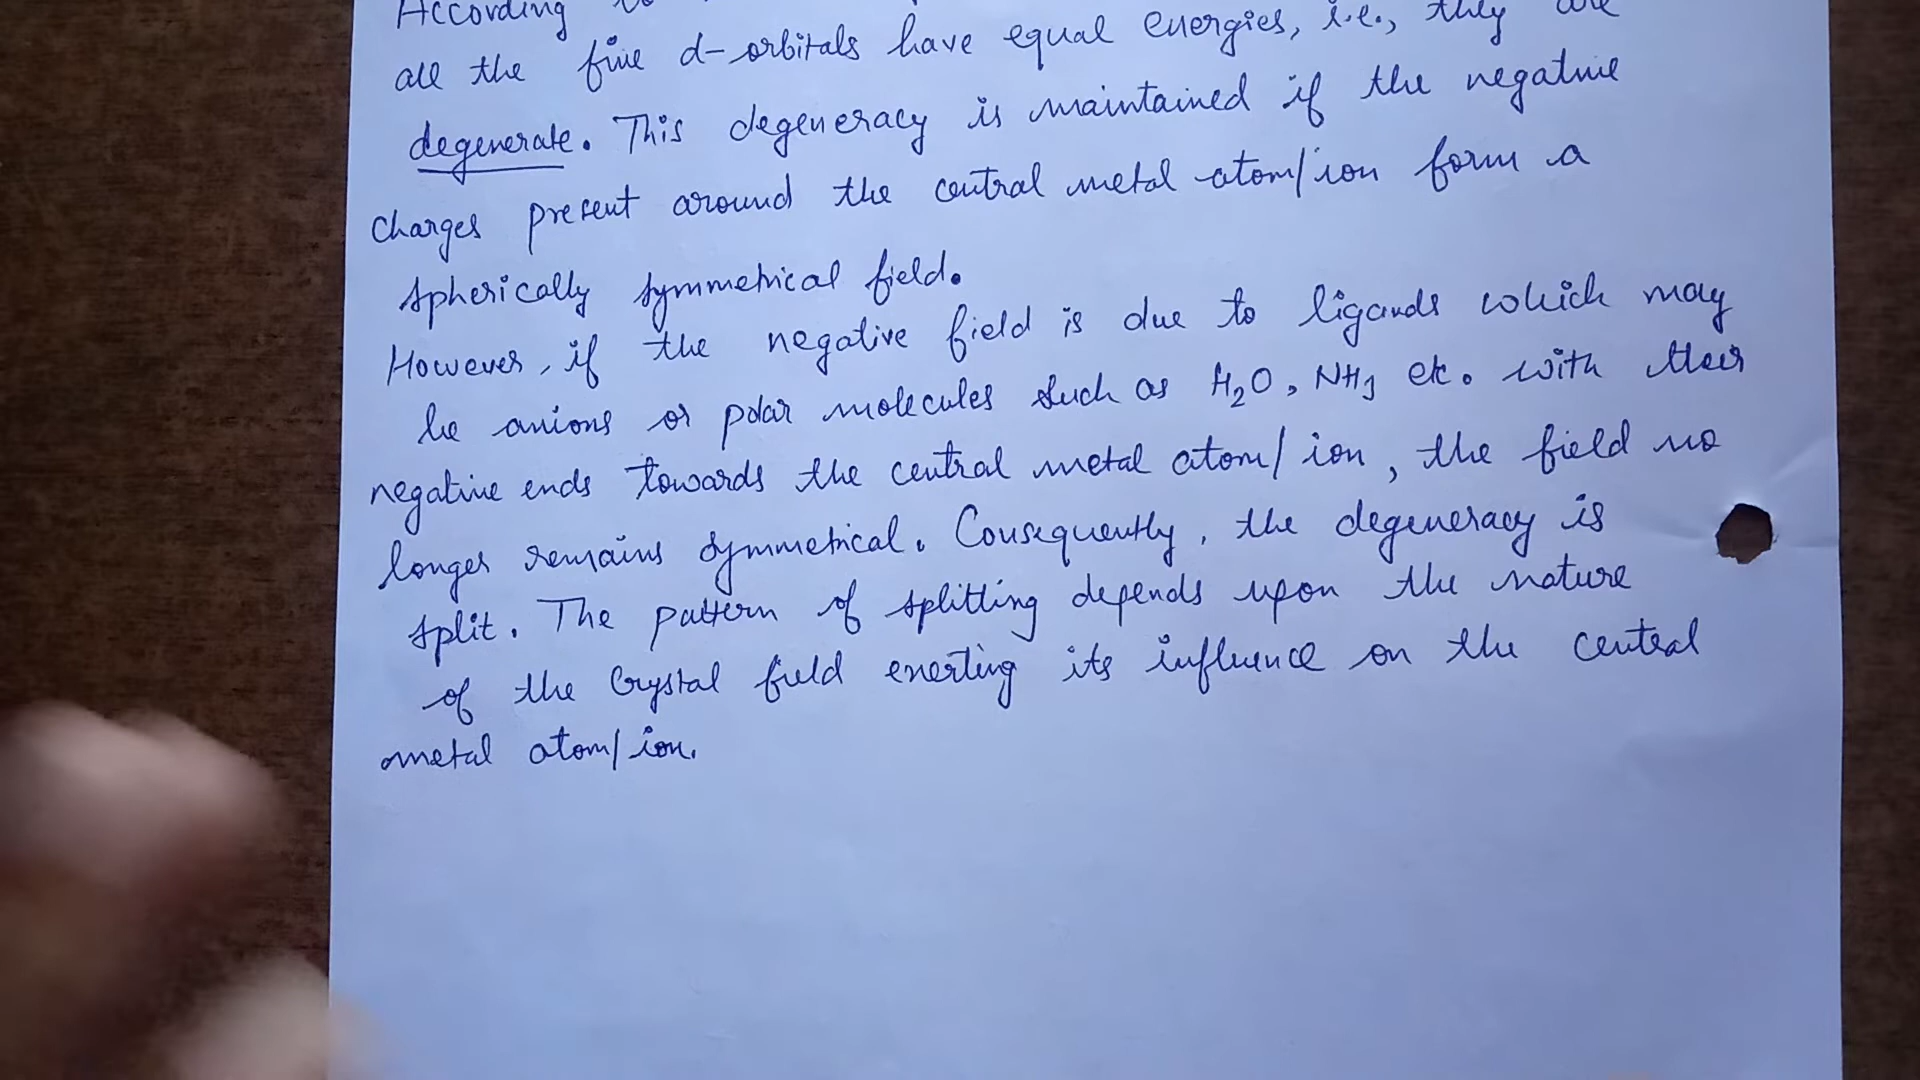 According to
all the five d-orbitals have equal energies, i.e., they are
degenerate. This degeneracy is maintained if the negative
Charges present around the central metal atom/ion form a
spherically symmetrical field.
However, if the negative field is due to ligands which may
be anions or polar molecules such as H₂O, NH₃ etc. with their
negative ends towards the central metal atom/ion, the field no
longer remains symmetrical. Consequently, the degeneracy is
split. The pattern of splitting depends upon the nature
of the Crystal field exerting its influence on the central
metal atom/ion.